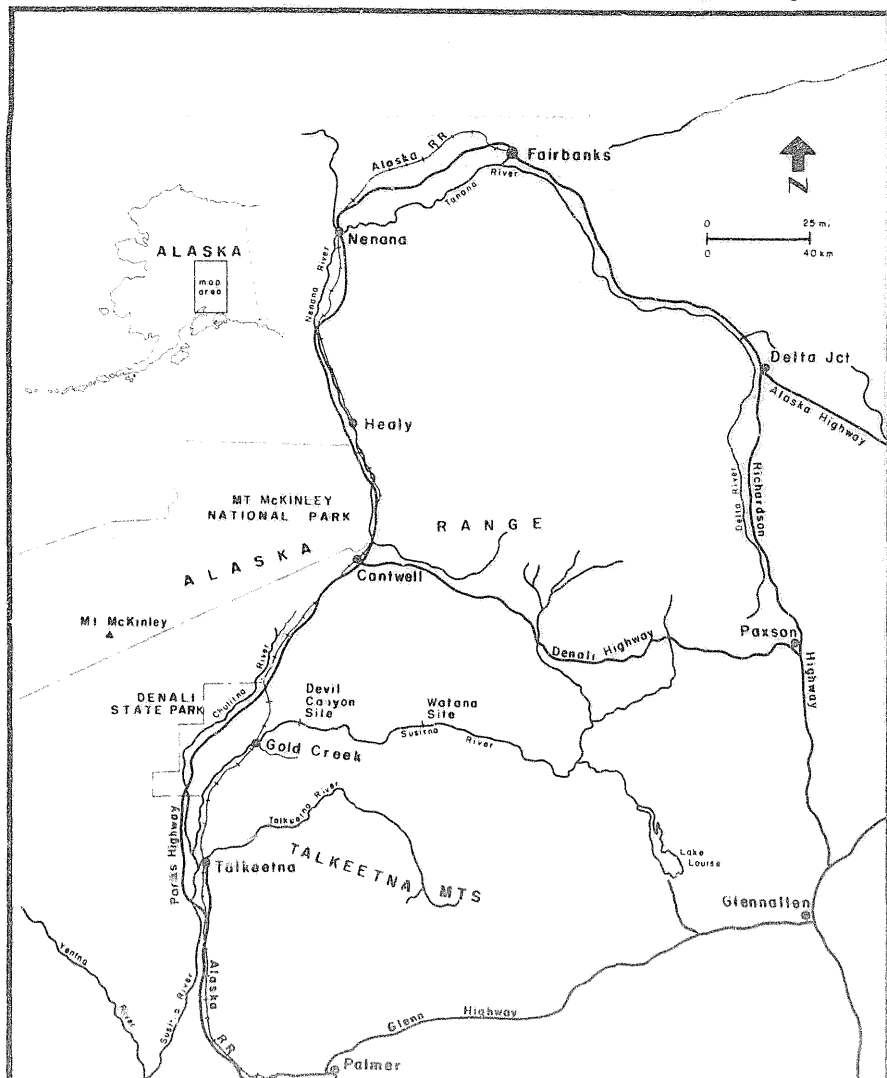 Alaska RR
Fairbanks
Tanana River
N
0 25 mi
0 40 km
Nenana
ALASKA
map
area
Nenana River
Delta Jct
Alaska Highway
Healy
Delta River
Richardson
MT McKINLEY
NATIONAL PARK
ALASKA RANGE
Cantwell
Mt McKinley
Denali Highway
Paxson
Highway
Chulitna River
DENALI
STATE PARK
Devil
Canyon
Site
Watana
Site
Susitna River
Gold Creek
Talkeetna River
Parks Highway
Talkeetna
TALKEETNA MTS
Lake
Louise
Glennallen
Yentna River
Susitna River
Alaska RR
Glenn Highway
Palmer